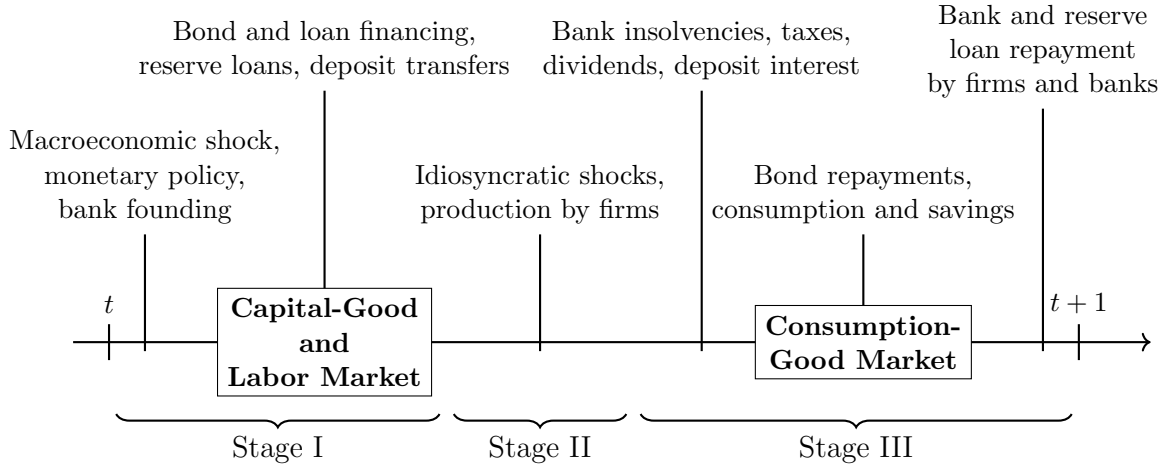 Bond and loan financing,
reserve loans, deposit transfers
Bank insolvencies, taxes,
dividends, deposit interest
Bank and reserve
loan repayment
by firms and banks
Macroeconomic shock,
monetary policy,
bank founding
Idiosyncratic shocks,
production by firms
Bond repayments,
consumption and savings
t
Capital-Good
and
Labor Market
Consumption-
Good Market
t + 1
Stage I
Stage II
Stage III